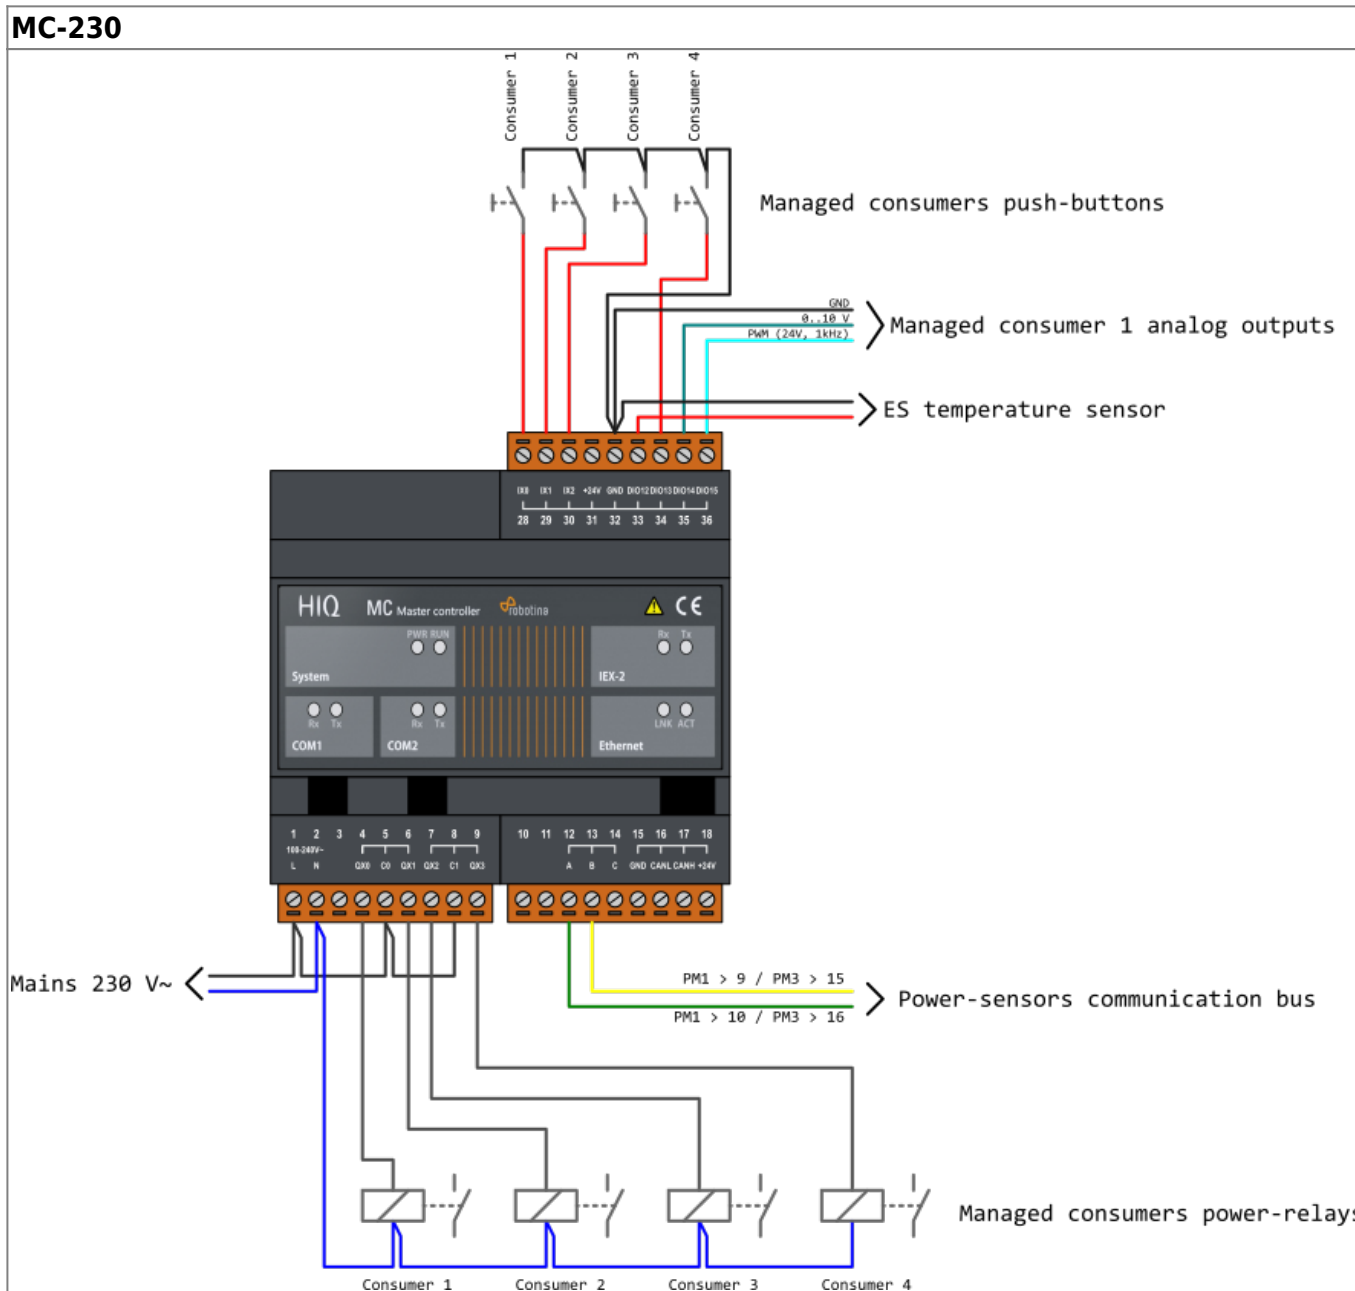 MC-230
Consumer 1
Consumer 2
Consumer 3
Consumer 4
Managed consumers push-buttons
GND
0..10 V
PWM (24V, 1kHz)
Managed consumer 1 analog outputs
ES temperature sensor
IX0 IX1 IX2 +24V GND DIO12 DIO13 DIO14 DIO15
28 29 30 31 32 33 34 35 36
HIQ MC Master controller robotina CE
PWR RUN
Rx Tx
System
IEX-2
Rx Tx
Rx Tx
LNK ACT
COM1
COM2
Ethernet
1 2 3 4 5 6 7 8 9 10 11 12 13 14 15 16 17 18
100-240V~
L N QX0 C0 QX1 QX2 C1 QX3 A B C GND CANL CANH +24V
Mains 230 V~
PM1 > 9 / PM3 > 15
PM1 > 10 / PM3 > 16
Power-sensors communication bus
Managed consumers power-relays
Consumer 1
Consumer 2
Consumer 3
Consumer 4